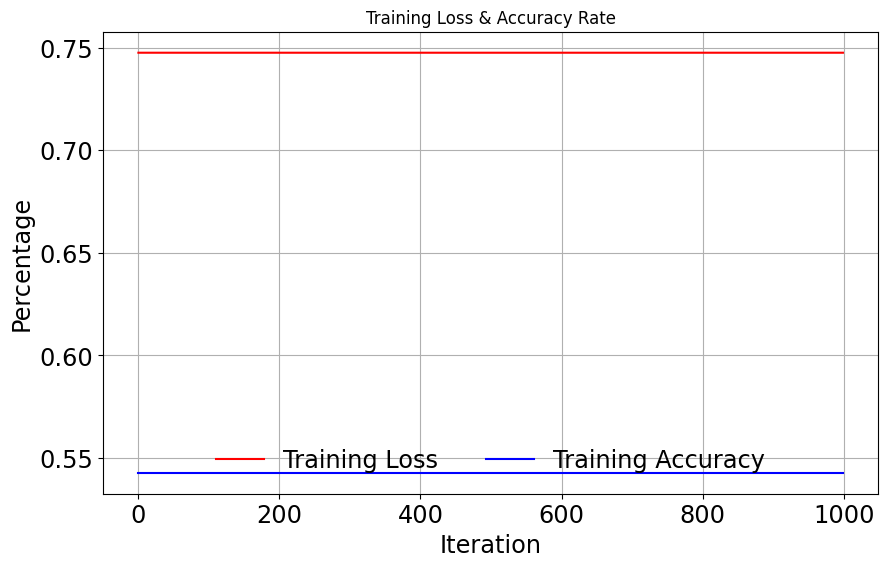 Training Loss & Accuracy Rate
0.75
0.70
0.65
0.60
0.55
Percentage
Training Loss Training Accuracy
0 200 400 600 800 1000
Iteration